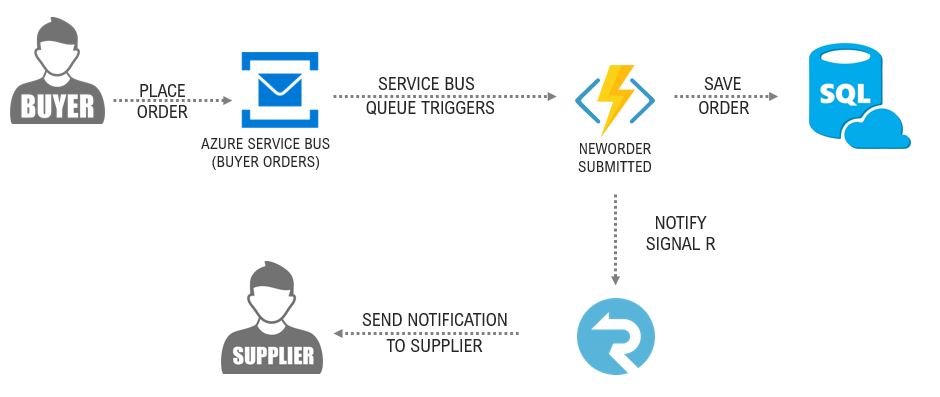 BUYER
PLACE
ORDER
AZURE SERVICE BUS
(BUYER ORDERS)
SERVICE BUS
QUEUE TRIGGERS
NEWORDER
SUBMITTED
SAVE
ORDER
SQL
NOTIFY
SIGNAL R
SEND NOTIFICATION
TO SUPPLIER
SUPPLIER